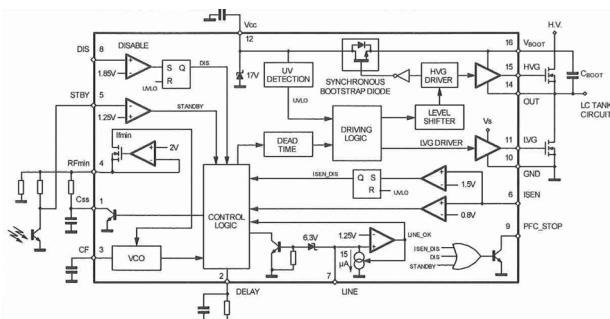 H.V.
Vcc
12
16 VBOOT
DIS
8
DISABLE
1.85V
S Q
R
UVLO
DIS
17V
UV
DETECTION
UVLO
SYNCHRONOUS
BOOTSTRAP DIODE
HVG
DRIVER
15 HVG
14
OUT
CBOOT
LC TANK
CIRCUIT
STBY
5
1.25V
STANDBY
LEVEL
SHIFTER
DRIVING
LOGIC
DEAD
TIME
LVG DRIVER
Vs
11 LVG
10
GND
Ifmin
2V
RFmin
4
ISEN_DIS
Q S
R
UVLO
1.5V
6 ISEN
0.8V
Css
1
CONTROL
LOGIC
6.3V
1.25V
LINE_OK
15
µA
9 PFC_STOP
ISEN_DIS
DIS
STANDBY
CF
3
VCO
2
DELAY
7
LINE